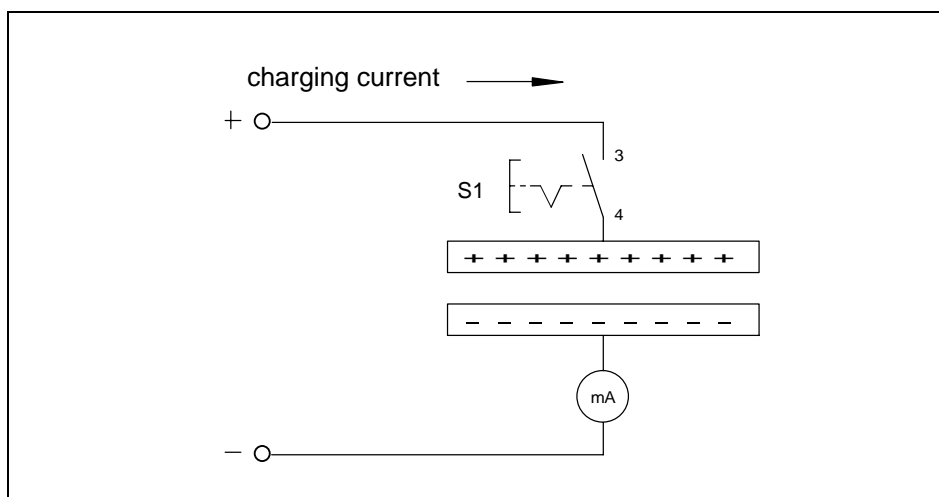 charging current
+
3
S1
4
+ + + + + + + + +
– – – – – – – – –
mA
–